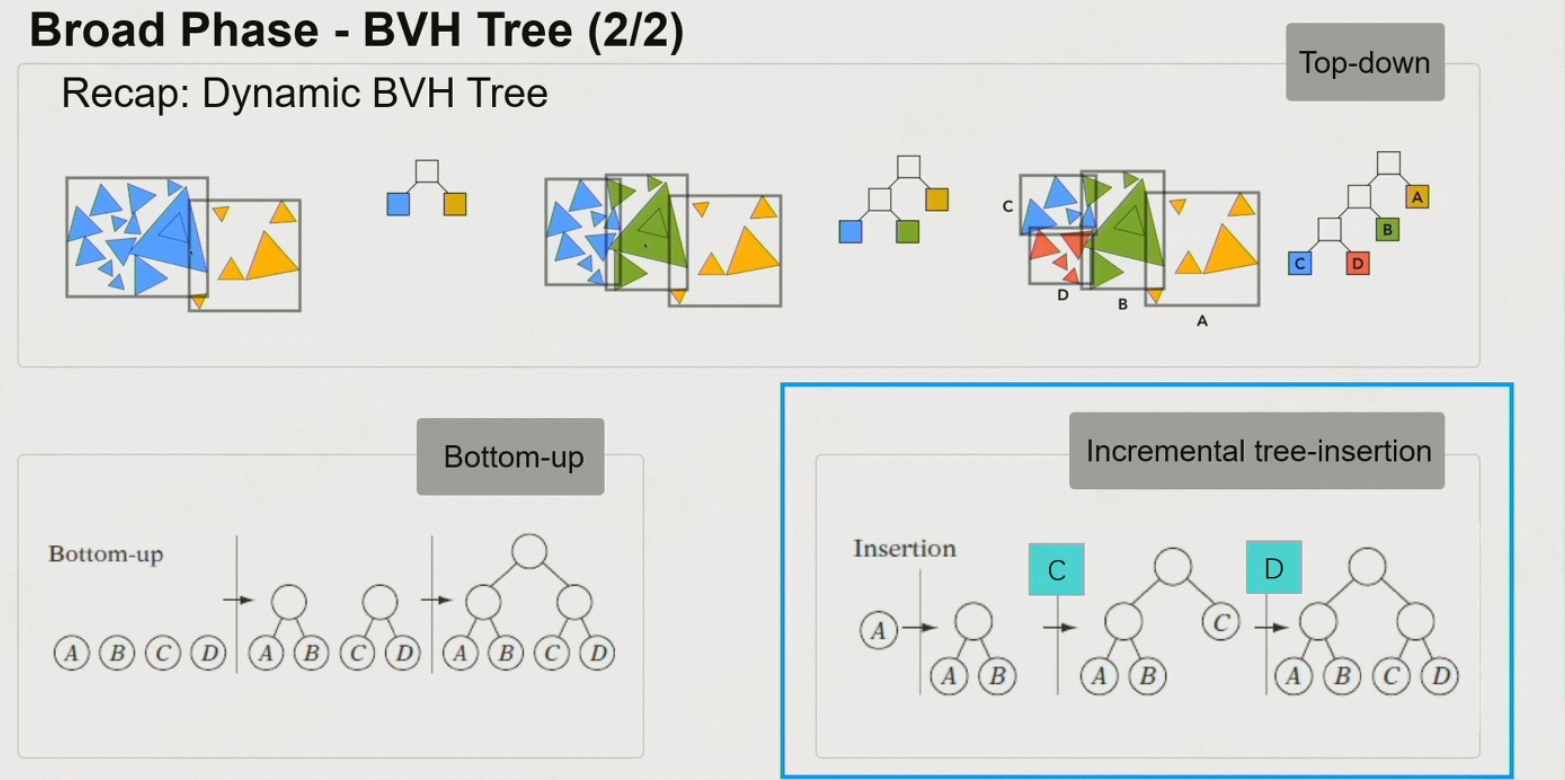 Broad Phase - BVH Tree (2/2)
Top-down
Recap: Dynamic BVH Tree
C
D
B
A
A
B
C
D
Bottom-up
Bottom-up
A B C D
A B C D
A B C D
Incremental tree-insertion
Insertion
A
A B
C
C
A B
D
A B C D